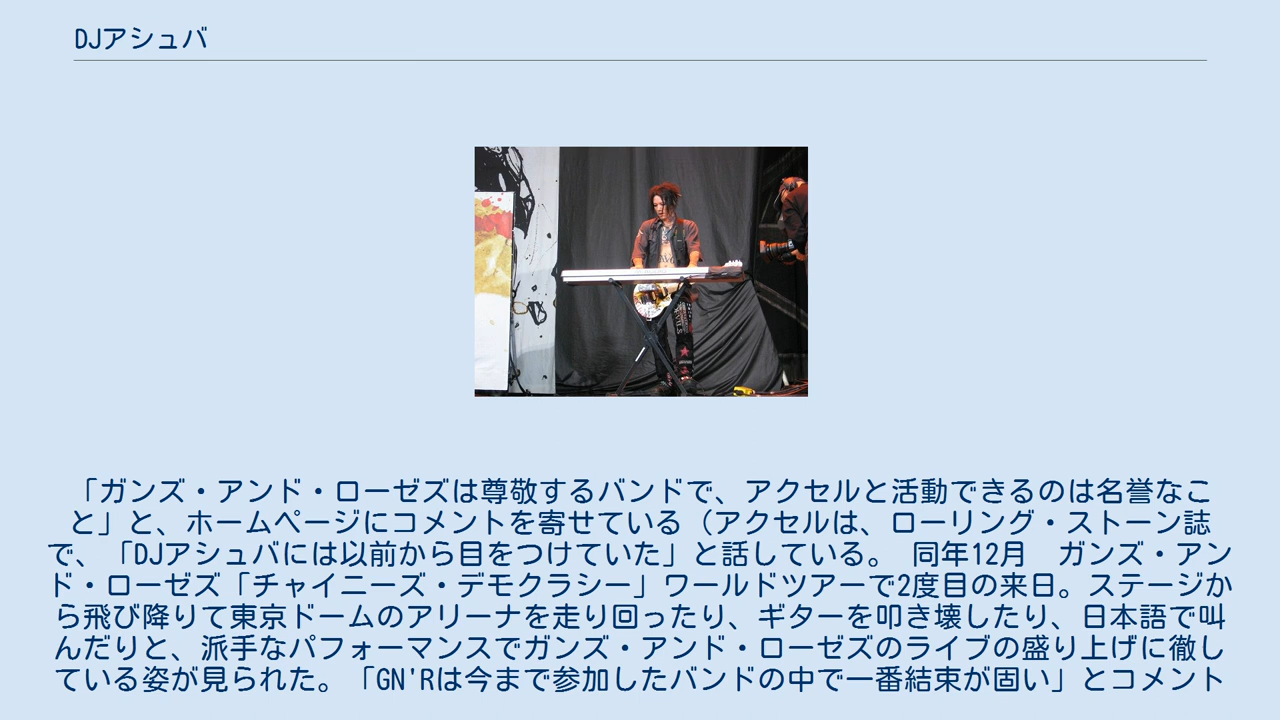 DJアシュバ
「ガンズ・アンド・ローゼズは尊敬するバンドで、アクセルと活動できるのは名誉なこ
と」と、ホームページにコメントを寄せている（アクセルは、ローリング・ストーン誌
で、「DJアシュバには以前から目をつけていた」と話している。 同年12月　ガンズ・アン
ド・ローゼズ「チャイニーズ・デモクラシー」ワールドツアーで2度目の来日。ステージか
ら飛び降りて東京ドームのアリーナを走り回ったり、ギターを叩き壊したり、日本語で叫
んだりと、派手なパフォーマンスでガンズ・アンド・ローゼズのライブの盛り上げに徹し
ている姿が見られた。「GN'Rは今まで参加したバンドの中で一番結束が固い」とコメント